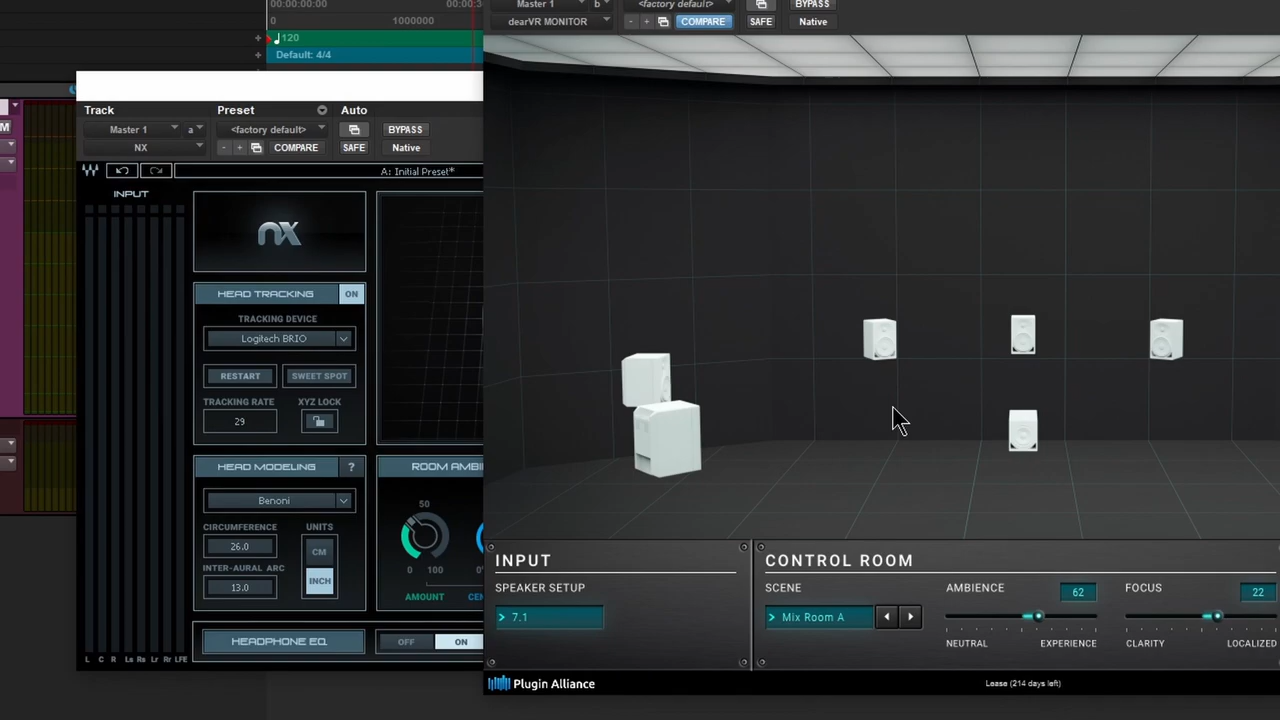 00:00:00:00
00:00:3
0
1000000
120
Default: 4/4
M
Track
Preset
Auto
Master 1
a
<factory default>
BYPASS
NX
-
+
COMPARE
SAFE
Native
A: Initial Preset*
INPUT
nx
HEAD TRACKING
ON
TRACKING DEVICE
Logitech BRIO
RESTART
SWEET SPOT
TRACKING RATE
XYZ LOCK
29
HEAD MODELING
?
Benoni
CIRCUMFERENCE
UNITS
26.0
CM
INTER-AURAL ARC
INCH
13.0
ROOM AMBI
50
0
100
AMOUNT
CEN
HEADPHONE EQ
OFF
ON
L C R Ls Rs Lr Rr LFE
Master 1
b
<factory default>
BYPASS
dearVR MONITOR
-
+
COMPARE
SAFE
Native
INPUT
SPEAKER SETUP
> 7.1
CONTROL ROOM
SCENE
> Mix Room A
AMBIENCE
62
NEUTRAL
EXPERIENCE
FOCUS
22
CLARITY
LOCALIZED
Plugin Alliance
Lease (214 days left)